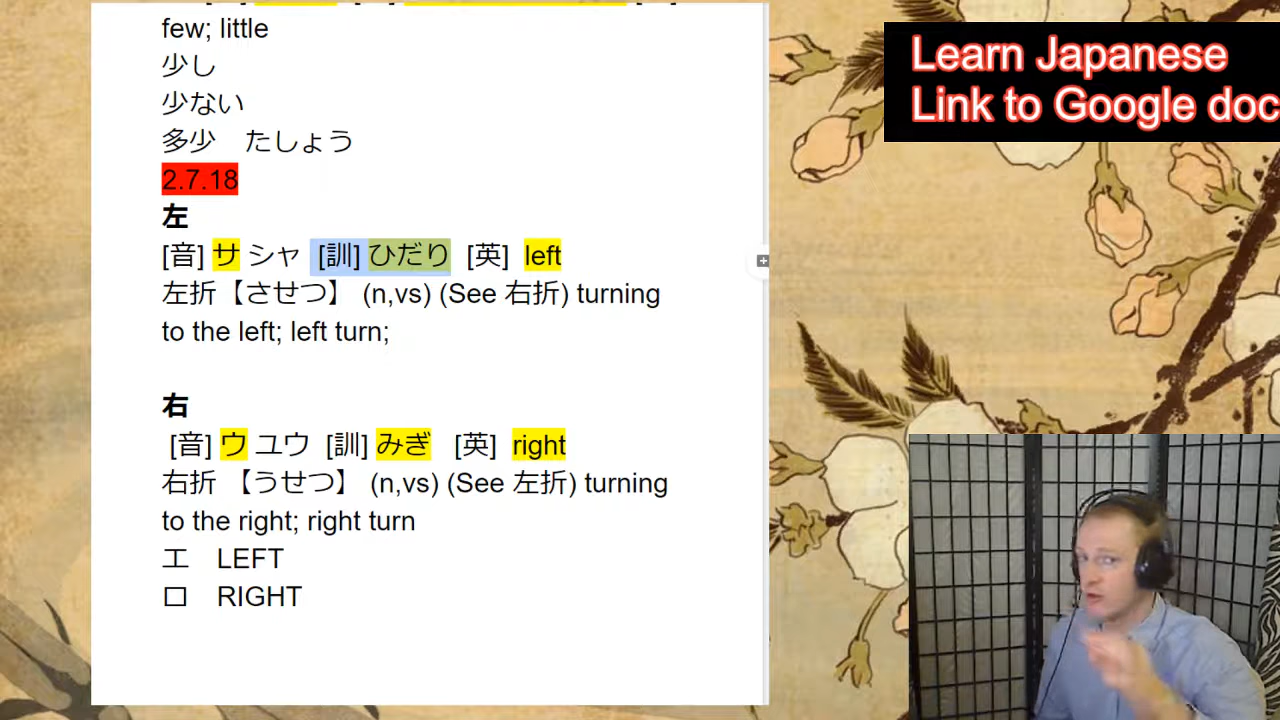 few; little
少し
少ない
多少　たしょう
2.7.18
左
[音] サ シャ [訓] ひだり [英] left
左折【させつ】 (n,vs) (See 右折) turning
to the left; left turn;
右
[音] ウ ユウ [訓] みぎ [英] right
右折 【うせつ】 (n,vs) (See 左折) turning
to the right; right turn
工　LEFT
口　RIGHT
Learn Japanese
Link to Google doc